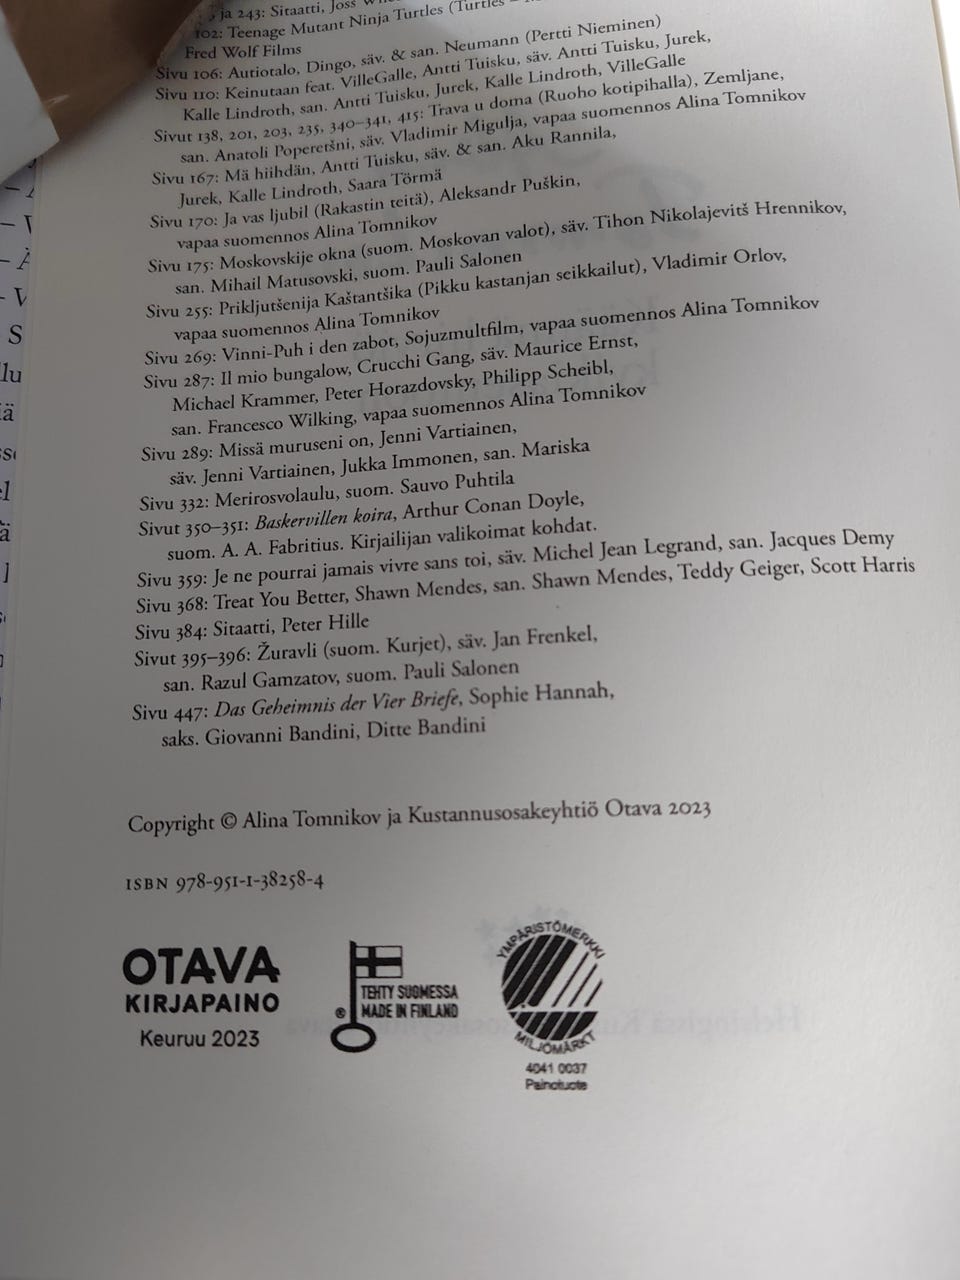 ja 243: Sitaatti, Joss
102: Teenage Mutant Ninja Turtles (Turtles –
Fred Wolf Films
Sivu 106: Autiotalo, Dingo, säv. & san. Neumann (Pertti Nieminen)
Sivu 110: Keinutaan feat. VilleGalle, Antti Tuisku, säv. Antti Tuisku, Jurek,
Kalle Lindroth, san. Antti Tuisku, Jurek, Kalle Lindroth, VilleGalle
Sivut 138, 201, 203, 235, 340–341, 415: Trava u doma (Ruoho kotipihalla), Zemljane,
san. Anatoli Poperetšni, säv. Vladimir Migulja, vapaa suomennos Alina Tomnikov
Sivu 167: Mä hiihdän, Antti Tuisku, säv. & san. Aku Rannila,
Jurek, Kalle Lindroth, Saara Törmä
Sivu 170: Ja vas ljubil (Rakastin teitä), Aleksandr Puškin,
vapaa suomennos Alina Tomnikov
Sivu 175: Moskovskije okna (suom. Moskovan valot), säv. Tihon Nikolajevitš Hrennikov,
san. Mihail Matusovski, suom. Pauli Salonen
Sivu 255: Prikljutšenija Kaštantšika (Pikku kastanjan seikkailut), Vladimir Orlov,
vapaa suomennos Alina Tomnikov
Sivu 269: Vinni-Puh i den zabot, Sojuzmultfilm, vapaa suomennos Alina Tomnikov
Sivu 287: Il mio bungalow, Crucchi Gang, säv. Maurice Ernst,
Michael Krammer, Peter Horazdovsky, Philipp Scheibl,
san. Francesco Wilking, vapaa suomennos Alina Tomnikov
Sivu 289: Missä muruseni on, Jenni Vartiainen,
säv. Jenni Vartiainen, Jukka Immonen, san. Mariska
Sivu 332: Merirosvolaulu, suom. Sauvo Puhtila
Sivut 350–351: Baskervillen koira, Arthur Conan Doyle,
suom. A. A. Fabritius. Kirjailijan valikoimat kohdat.
Sivu 359: Je ne pourrai jamais vivre sans toi, säv. Michel Jean Legrand, san. Jacques Demy
Sivu 368: Treat You Better, Shawn Mendes, san. Shawn Mendes, Teddy Geiger, Scott Harris
Sivu 384: Sitaatti, Peter Hille
Sivut 395–396: Žuravli (suom. Kurjet), säv. Jan Frenkel,
san. Razul Gamzatov, suom. Pauli Salonen
Sivu 447: Das Geheimnis der Vier Briefe, Sophie Hannah,
saks. Giovanni Bandini, Ditte Bandini
Copyright © Alina Tomnikov ja Kustannusosakeyhtiö Otava 2023
ISBN 978-951-1-38258-4
OTAVA
KIRJAPAINO
Keuruu 2023
TEHTY SUOMESSA
® MADE IN FINLAND
YMPÄRISTÖMERKKI
MILJÖMÄRKT
4041 0037
Painotuote